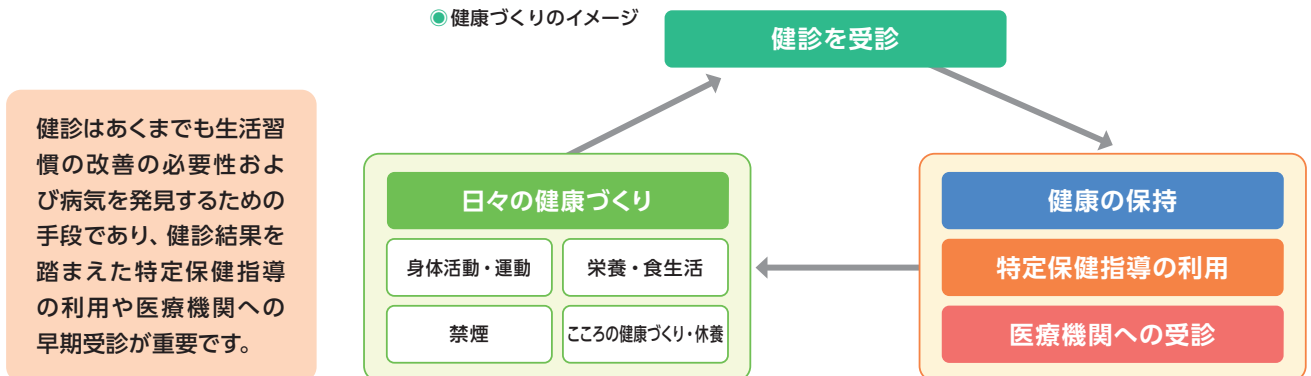 ◉健康づくりのイメージ
健診を受診
健診はあくまでも生活習
慣の改善の必要性およ
び病気を発見するための
手段であり、健診結果を
踏まえた特定保健指導
の利用や医療機関への
早期受診が重要です。
日々の健康づくり
身体活動・運動
栄養・食生活
禁煙
こころの健康づくり・休養
健康の保持
特定保健指導の利用
医療機関への受診